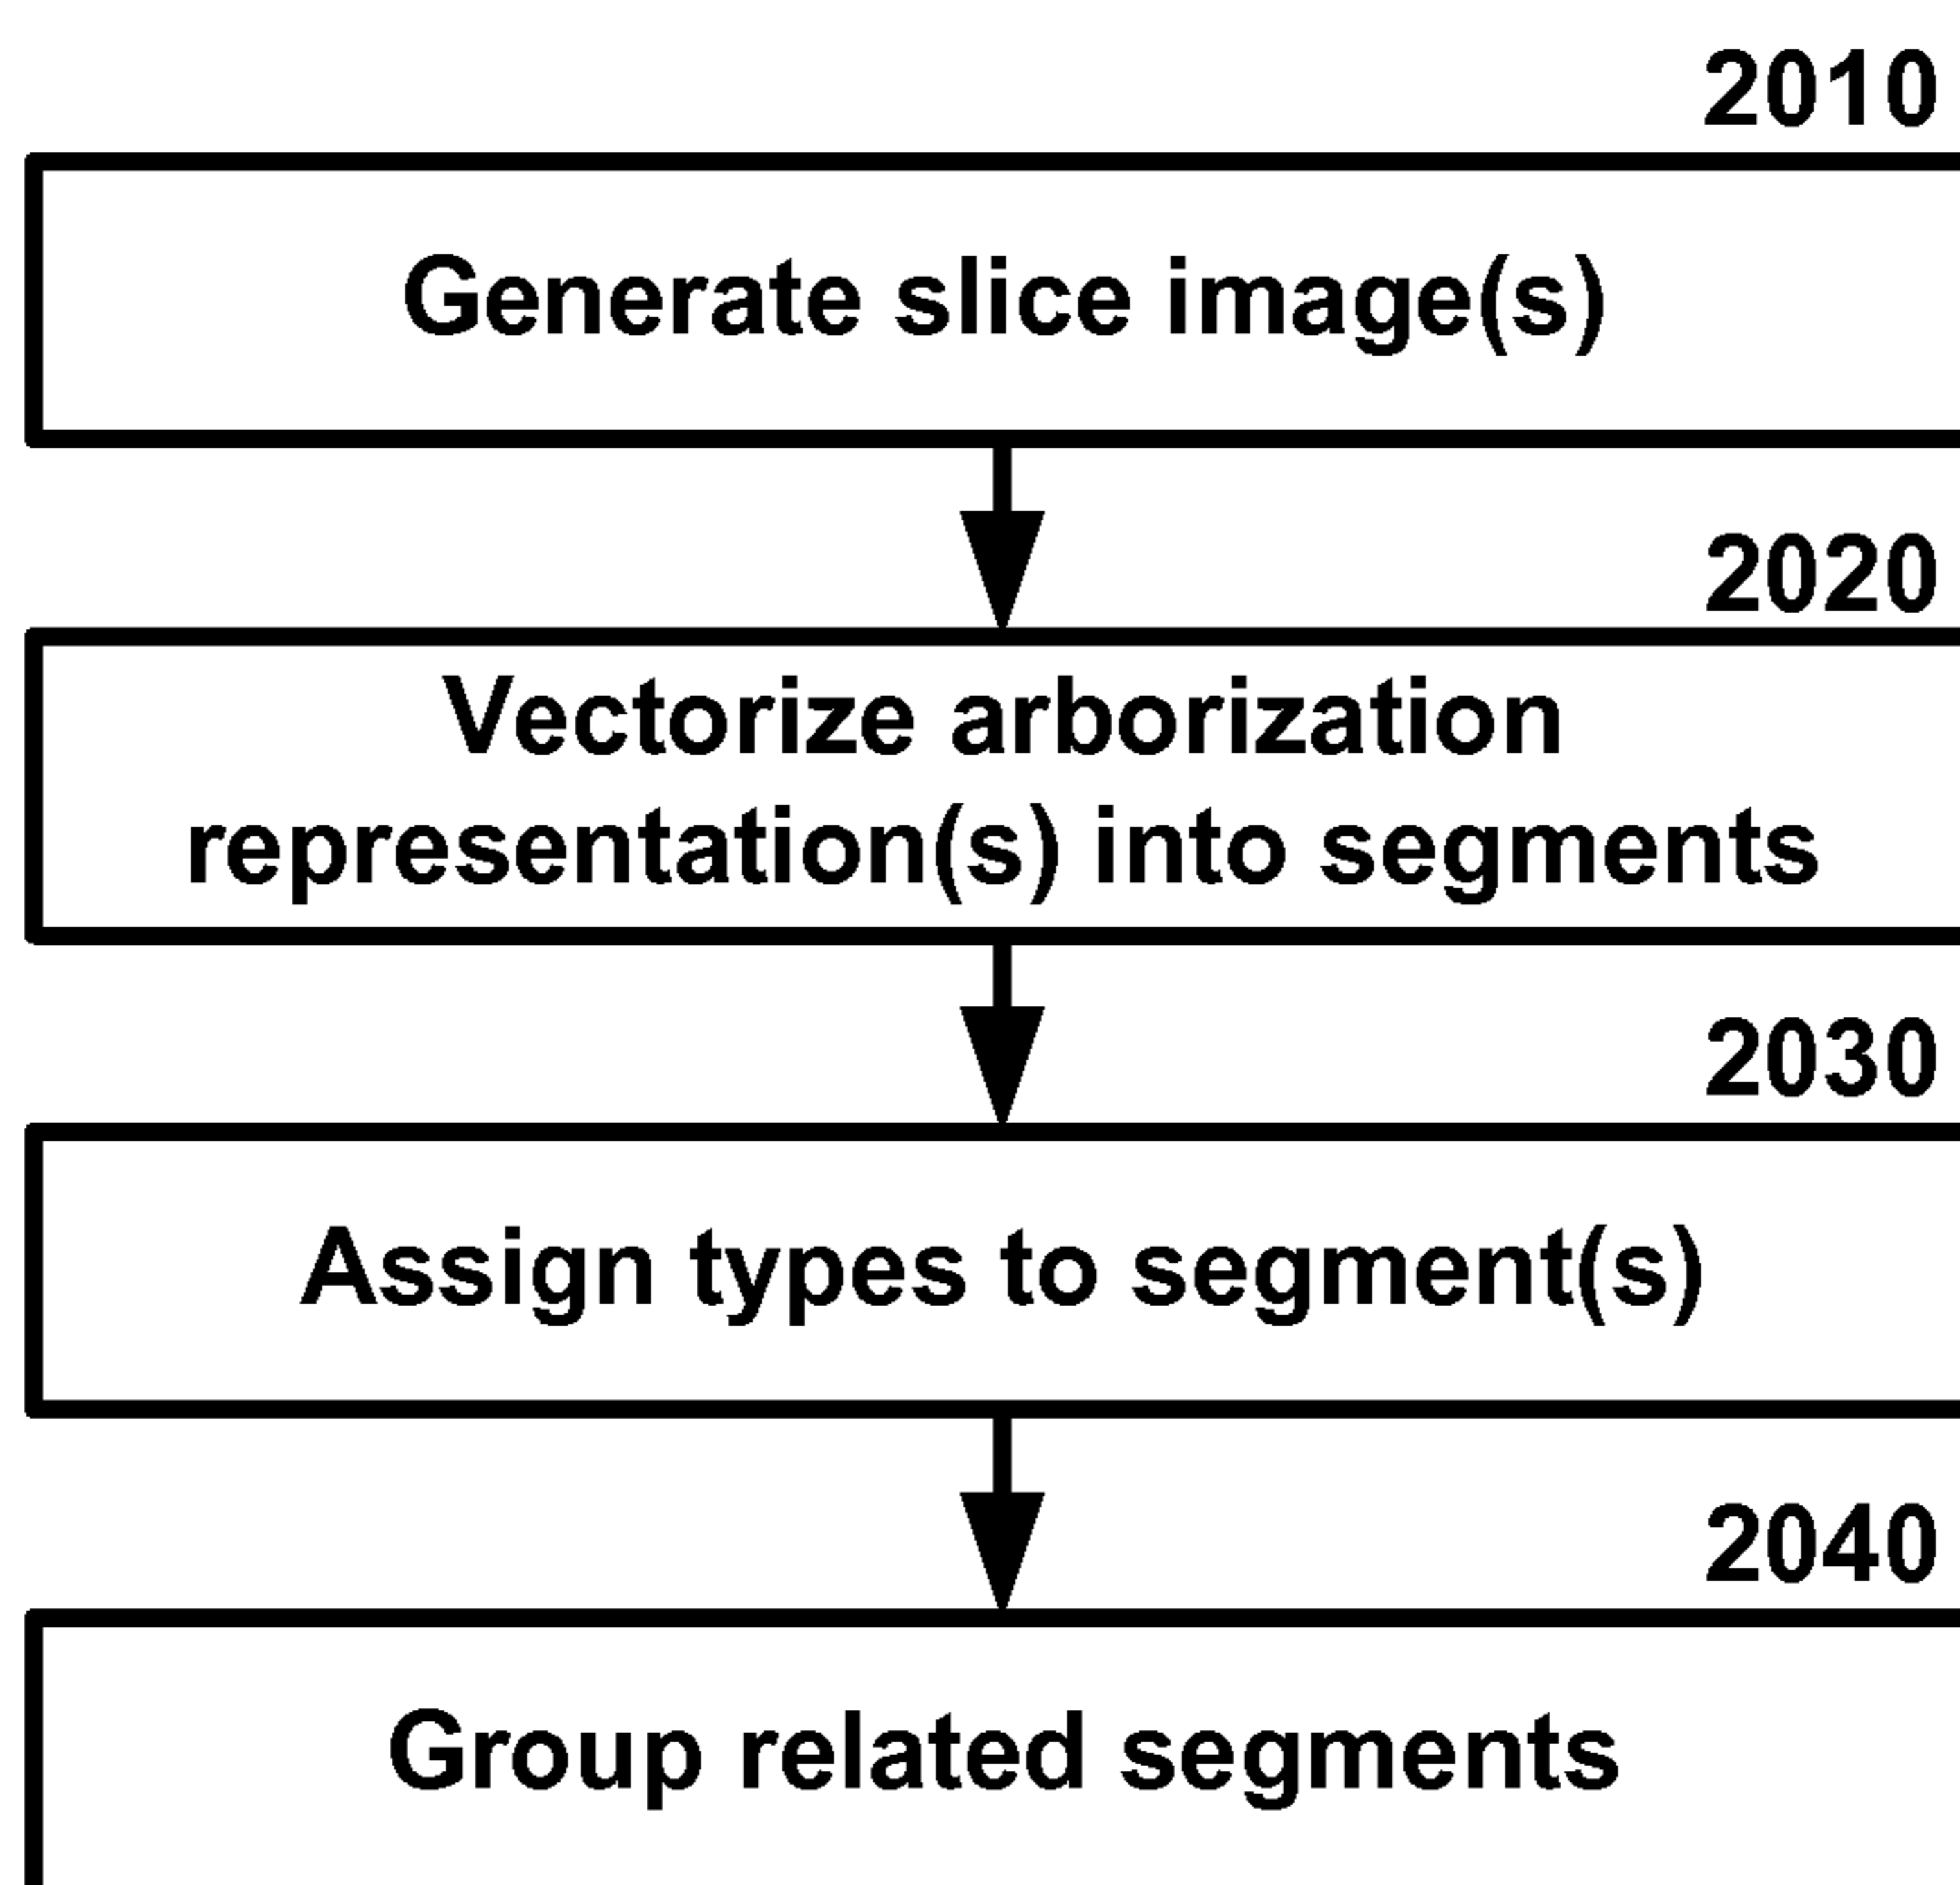 2010
Generate slice image(s)
2020
Vectorize arborization
representation(s) into segments
2030
Assign types to segment(s)
2040
Group related segments